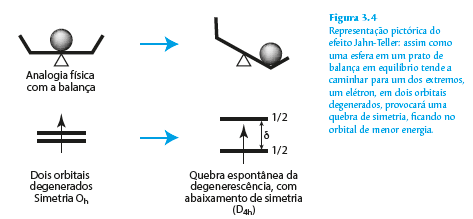 Figura 3.4
Representação pictórica do
efeito Jahn-Teller: assim como
uma esfera em um prato de
balança em equilíbrio tende a
caminhar para um dos extremos,
um elétron, em dois orbitais
degenerados, provocará uma
quebra de simetria, ficando no
orbital de menor energia.
Analogia física
com a balança
1/2
δ
1/2
Dois orbitais
degenerados
Simetria Oh
Quebra espontânea da
degenerescência, com
abaixamento de simetria
(D4h)